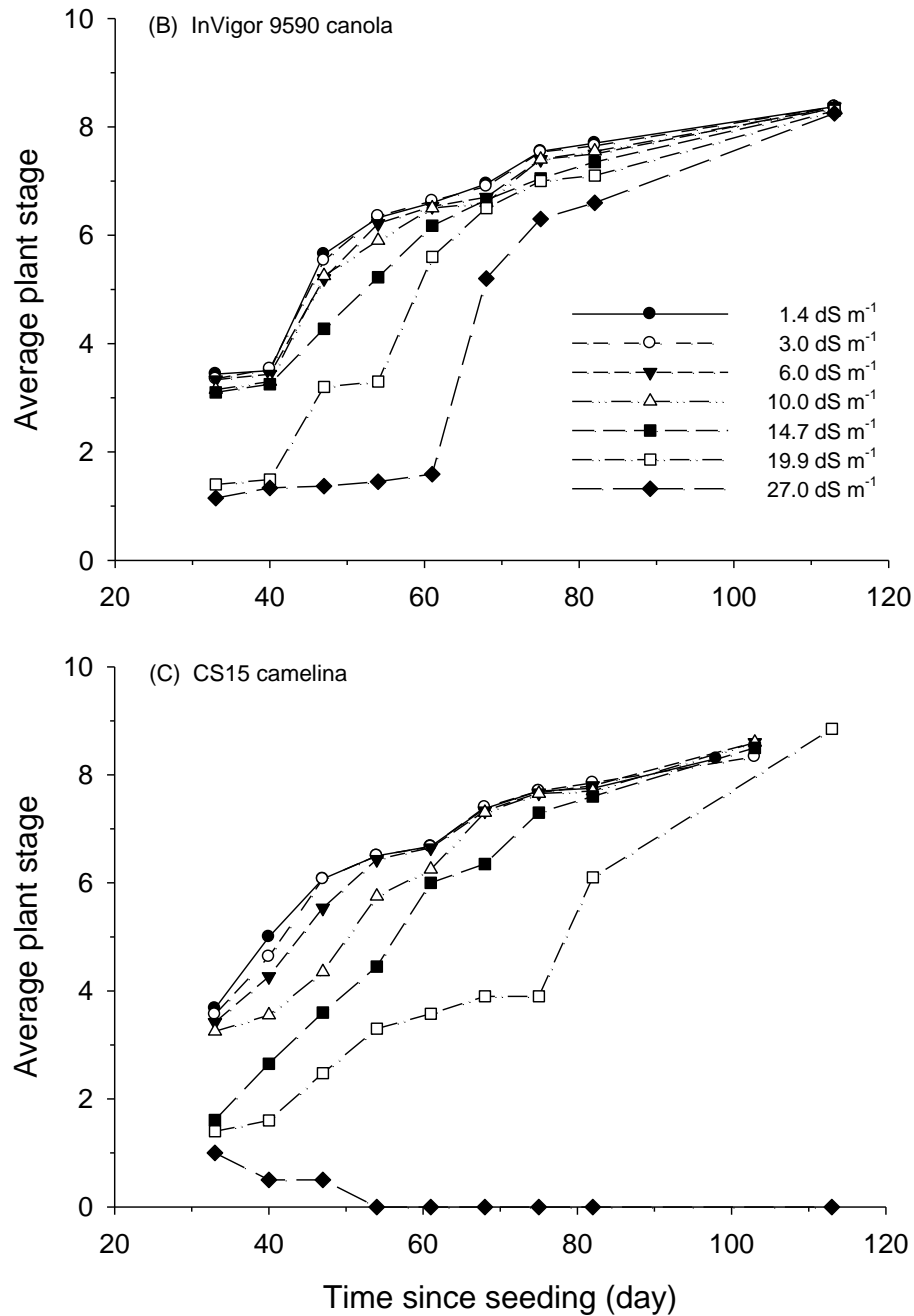 (B) InVigor 9590 canola
10
8
6
4
2
0
Average plant stage
1.4 dS m-1
3.0 dS m-1
6.0 dS m-1
10.0 dS m-1
14.7 dS m-1
19.9 dS m-1
27.0 dS m-1
20 40 60 80 100 120
(C) CS15 camelina
10
8
6
4
2
0
Average plant stage
20 40 60 80 100 120
Time since seeding (day)